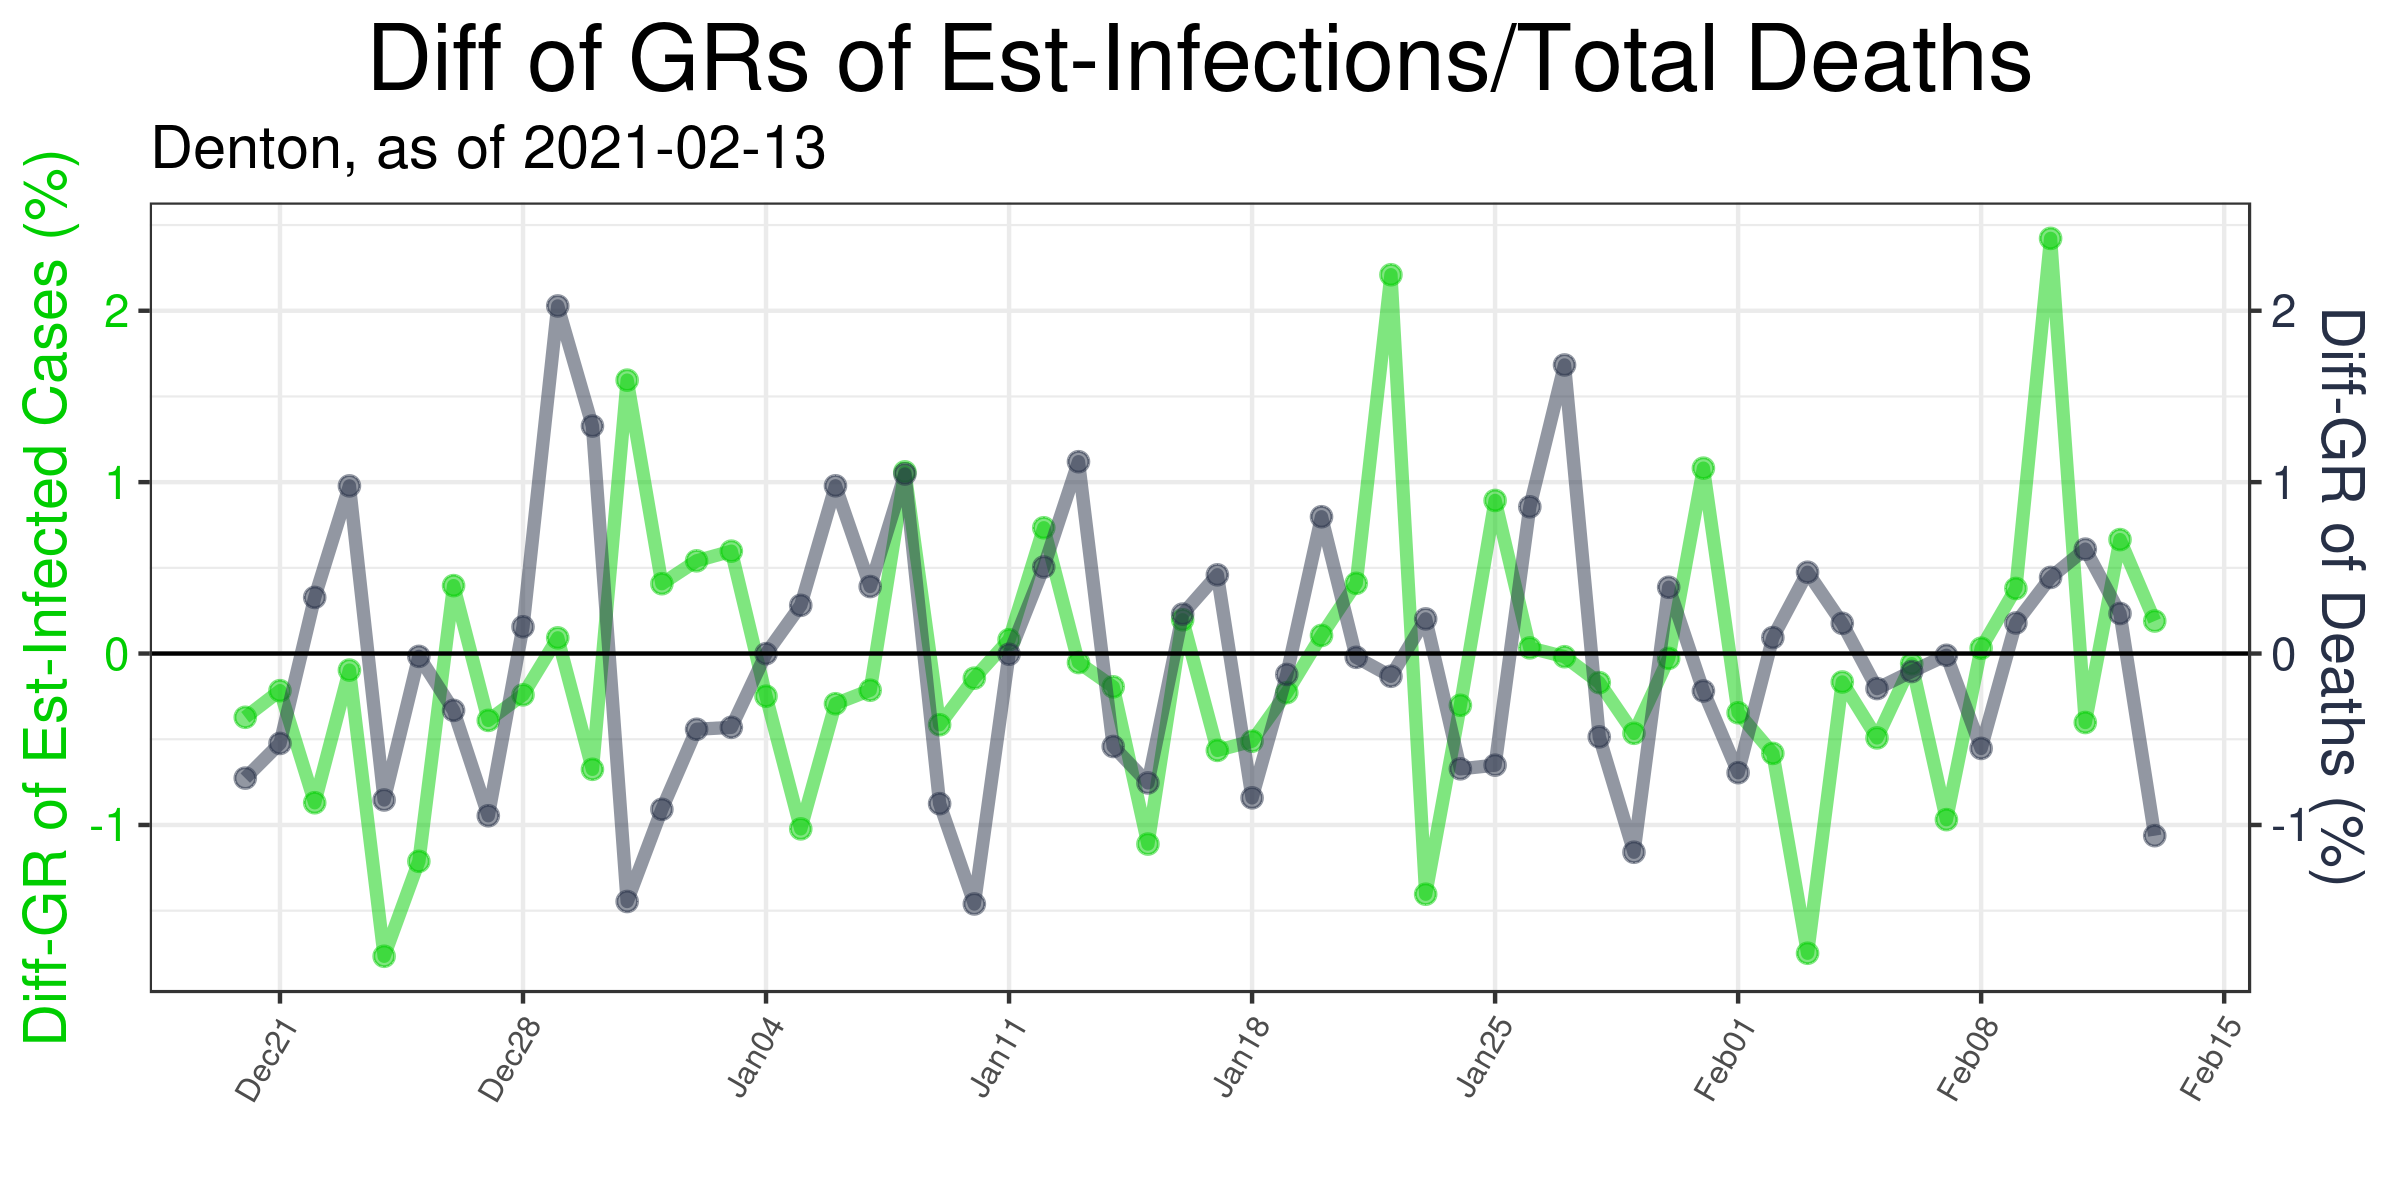 Diff of GRs of Est-Infections/Total Deaths
Denton, as of 2021-02-13
Diff-GR of Est-Infected Cases (%)
2
1
0
-1
2
1
0
-1
Diff-GR of Deaths (%)
Dec21
Dec28
Jan04
Jan11
Jan18
Jan25
Feb01
Feb08
Feb15